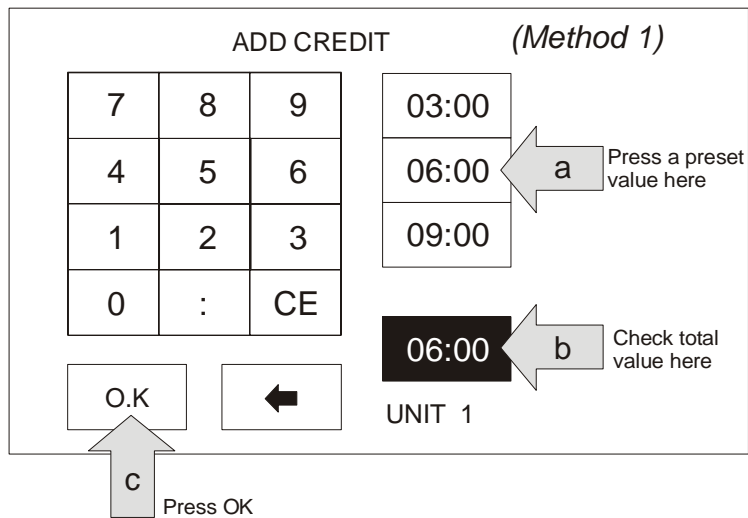 ADD CREDIT (Method 1)
7 8 9 03:00
4 5 6 06:00 a Press a preset
value here
1 2 3 09:00
0 : CE
06:00 b Check total
value here
O.K
UNIT 1
c
Press OK